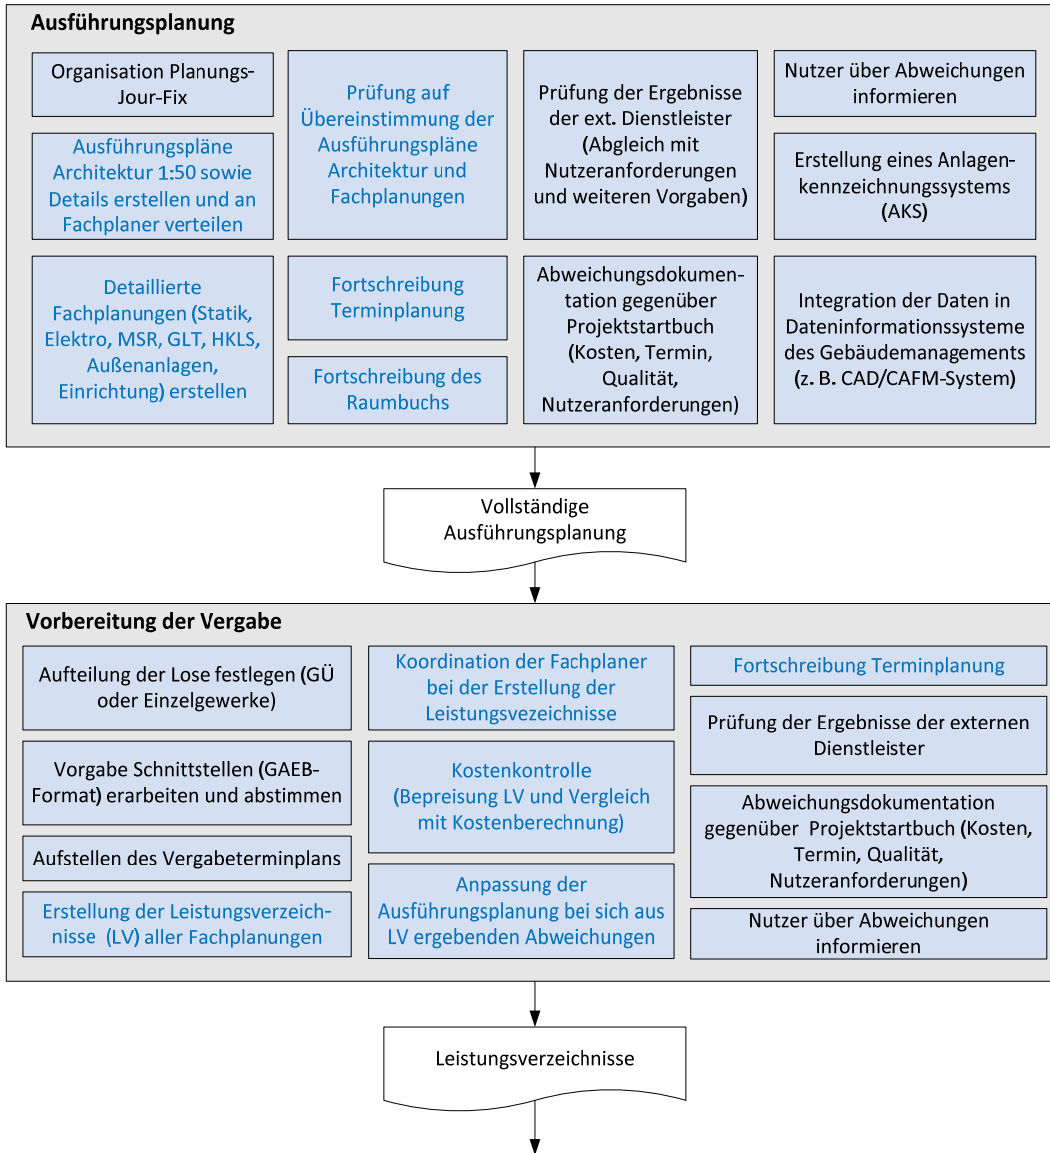 Ausführungsplanung
Organisation Planungs-
Jour-Fix
Ausführungspläne
Architektur 1:50 sowie
Details erstellen und an
Fachplaner verteilen
Detaillierte
Fachplanungen (Statik,
Elektro, MSR, GLT, HKLS,
Außenanlagen,
Einrichtung) erstellen
Prüfung auf
Übereinstimmung der
Ausführungspläne
Architektur und
Fachplanungen
Fortschreibung
Terminplanung
Fortschreibung des
Raumbuchs
Prüfung der Ergebnisse
der ext. Dienstleister
(Abgleich mit
Nutzeranforderungen
und weiteren Vorgaben)
Abweichungsdokumen-
tation gegenüber
Projektstartbuch
(Kosten, Termin,
Qualität,
Nutzeranforderungen)
Nutzer über Abweichungen
informieren
Erstellung eines Anlagen-
kennzeichnungssystems
(AKS)
Integration der Daten in
Dateninformationssysteme
des Gebäudemanagements
(z. B. CAD/CAFM-System)
Vollständige
Ausführungsplanung
Vorbereitung der Vergabe
Aufteilung der Lose festlegen (GÜ
oder Einzelgewerke)
Vorgabe Schnittstellen (GAEB-
Format) erarbeiten und abstimmen
Aufstellen des Vergabeterminplans
Erstellung der Leistungsverzeich-
nisse (LV) aller Fachplanungen
Koordination der Fachplaner
bei der Erstellung der
Leistungsvezeichnisse
Kostenkontrolle
(Bepreisung LV und Vergleich
mit Kostenberechnung)
Anpassung der
Ausführungsplanung bei sich aus
LV ergebenden Abweichungen
Fortschreibung Terminplanung
Prüfung der Ergebnisse der externen
Dienstleister
Abweichungsdokumentation
gegenüber Projektstartbuch (Kosten,
Termin, Qualität,
Nutzeranforderungen)
Nutzer über Abweichungen
informieren
Leistungsverzeichnisse